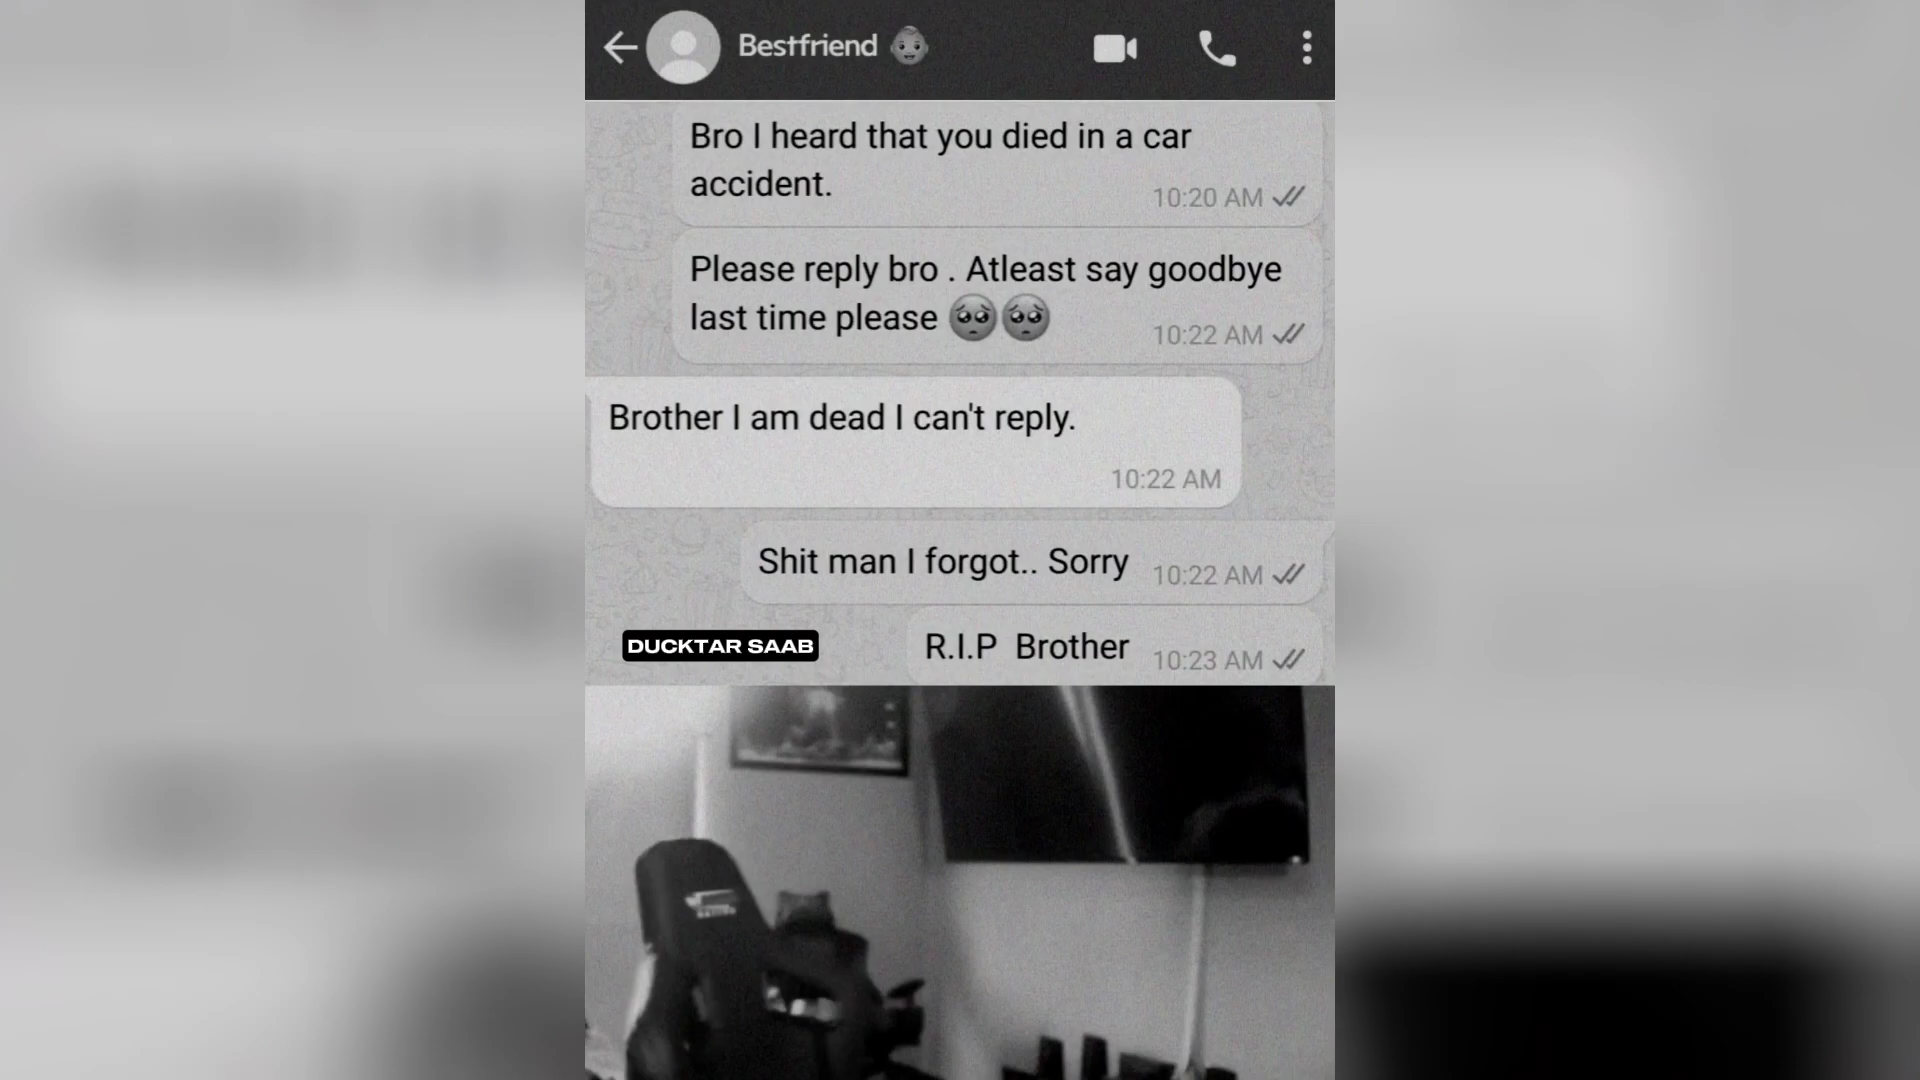 Bestfriend 👶
Bro I heard that you died in a car
accident.
10:20 AM
Please reply bro . Atleast say goodbye
last time please 🥺🥺
10:22 AM
Brother I am dead I can't reply.
10:22 AM
Shit man I forgot.. Sorry
10:22 AM
DUCKTAR SAAB
R.I.P Brother
10:23 AM